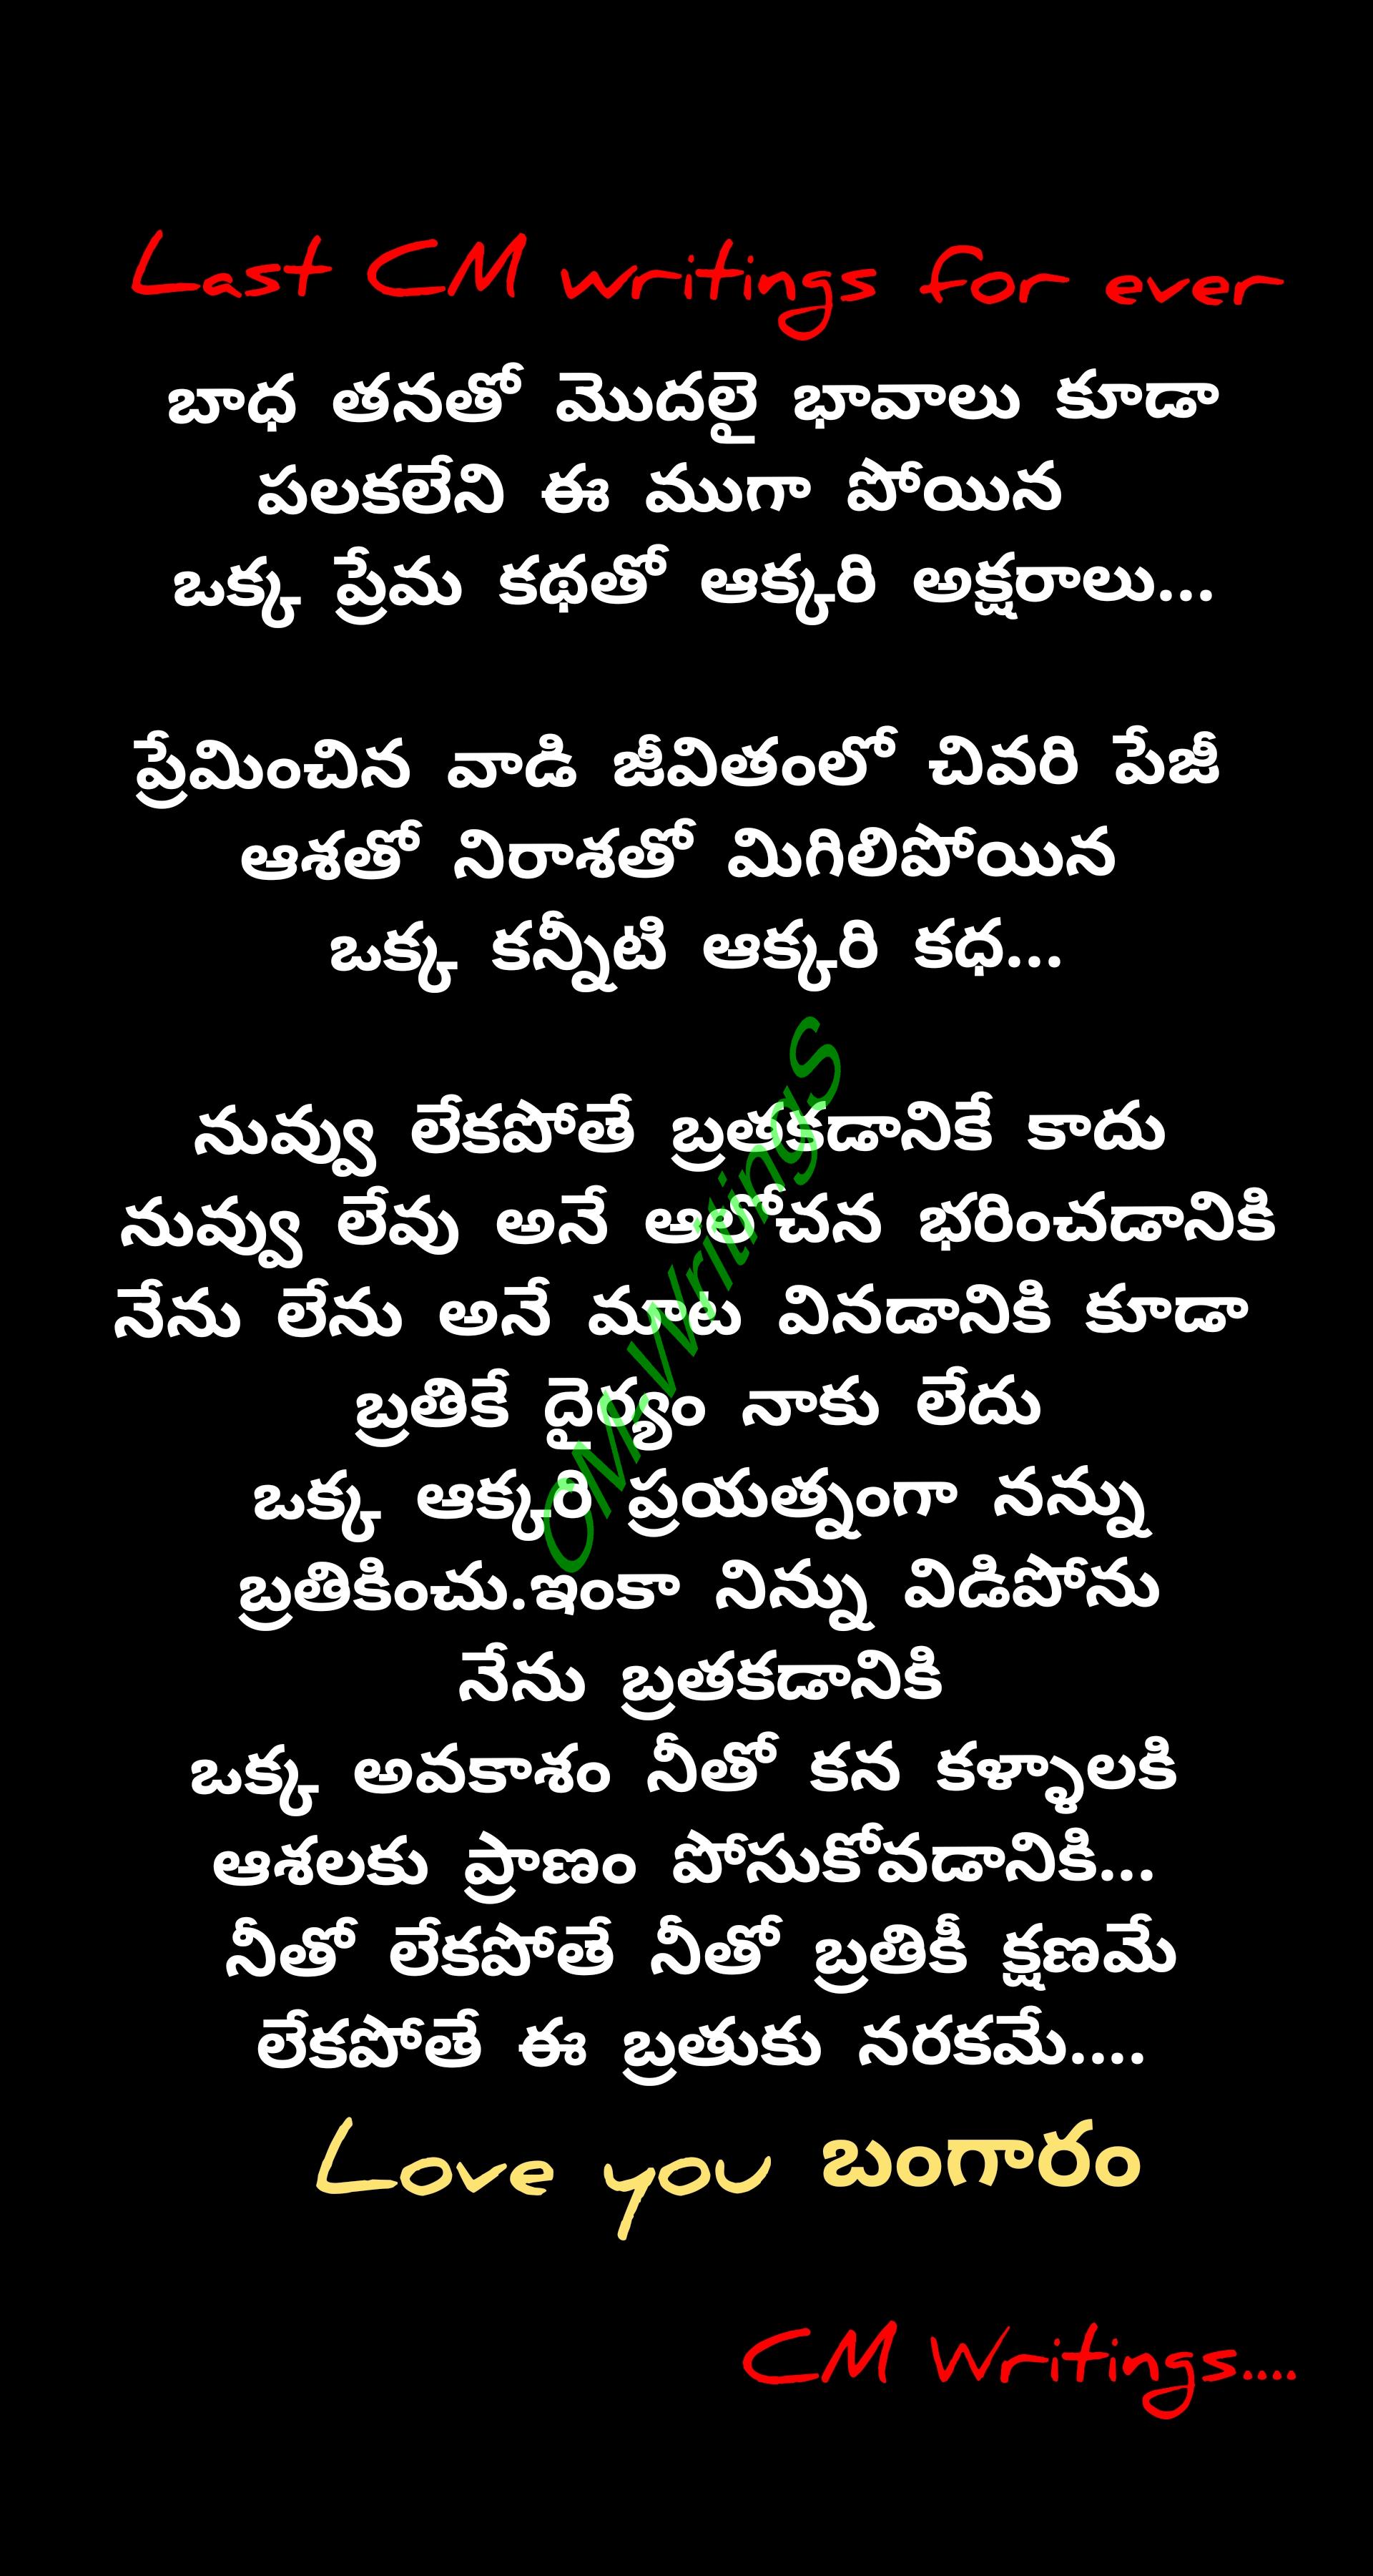 Last CM writings for ever
బాధ తనతో మొదలై భావాలు కూడా
పలకలేని ఈ ముగా పోయిన
ఒక్క ప్రేమ కథతో ఆక్కరి అక్షరాలు...
ప్రేమించిన వాడి జీవితంలో చివరి పేజీ
ఆశతో నిరాశతో మిగిలిపోయిన
ఒక్క కన్నీటి ఆక్కరి కధ...
నువ్వు లేకపోతే బ్రతకడానికే కాదు
నువ్వు లేవు అనే ఆలోచన భరించడానికి
నేను లేను అనే మాట వినడానికి కూడా
బ్రతికే ధైర్యం నాకు లేదు
ఒక్క ఆక్కరి ప్రయత్నంగా నన్ను
బ్రతికించు.ఇంకా నిన్ను విడిపోను
నేను బ్రతకడానికి
ఒక్క అవకాశం నీతో కన కళ్ళాలకి
ఆశలకు ప్రాణం పోసుకోవడానికి...
నీతో లేకపోతే నీతో బ్రతికీ క్షణమే
లేకపోతే ఈ బ్రతుకు నరకమే....
Love you బంగారం
CM Writings....
CM Writings